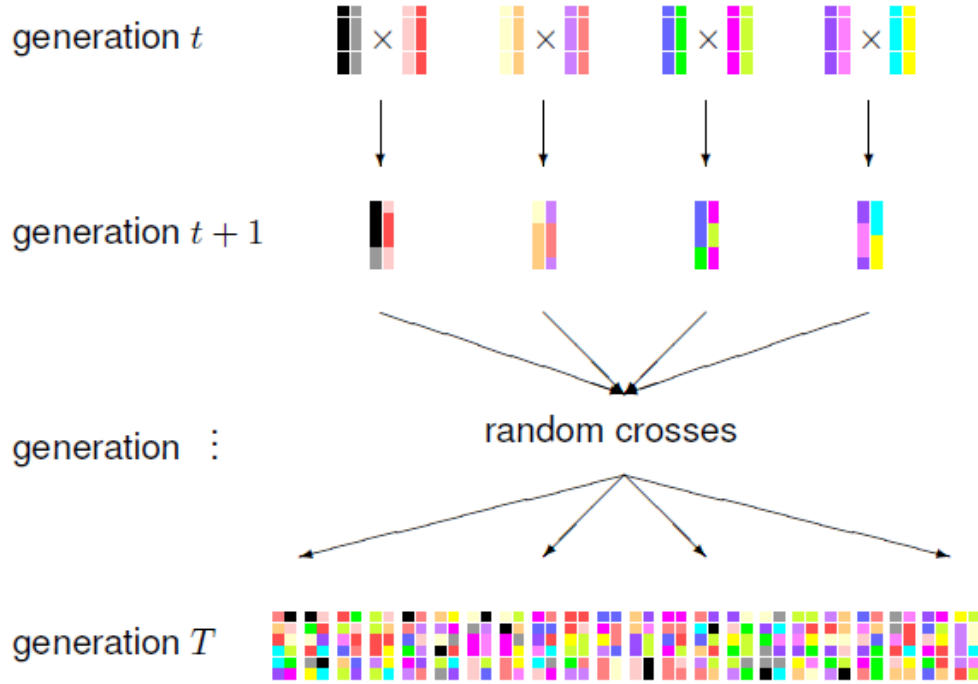 generation t
× × × ×
generation t + 1
random crosses
generation ⋮
generation T